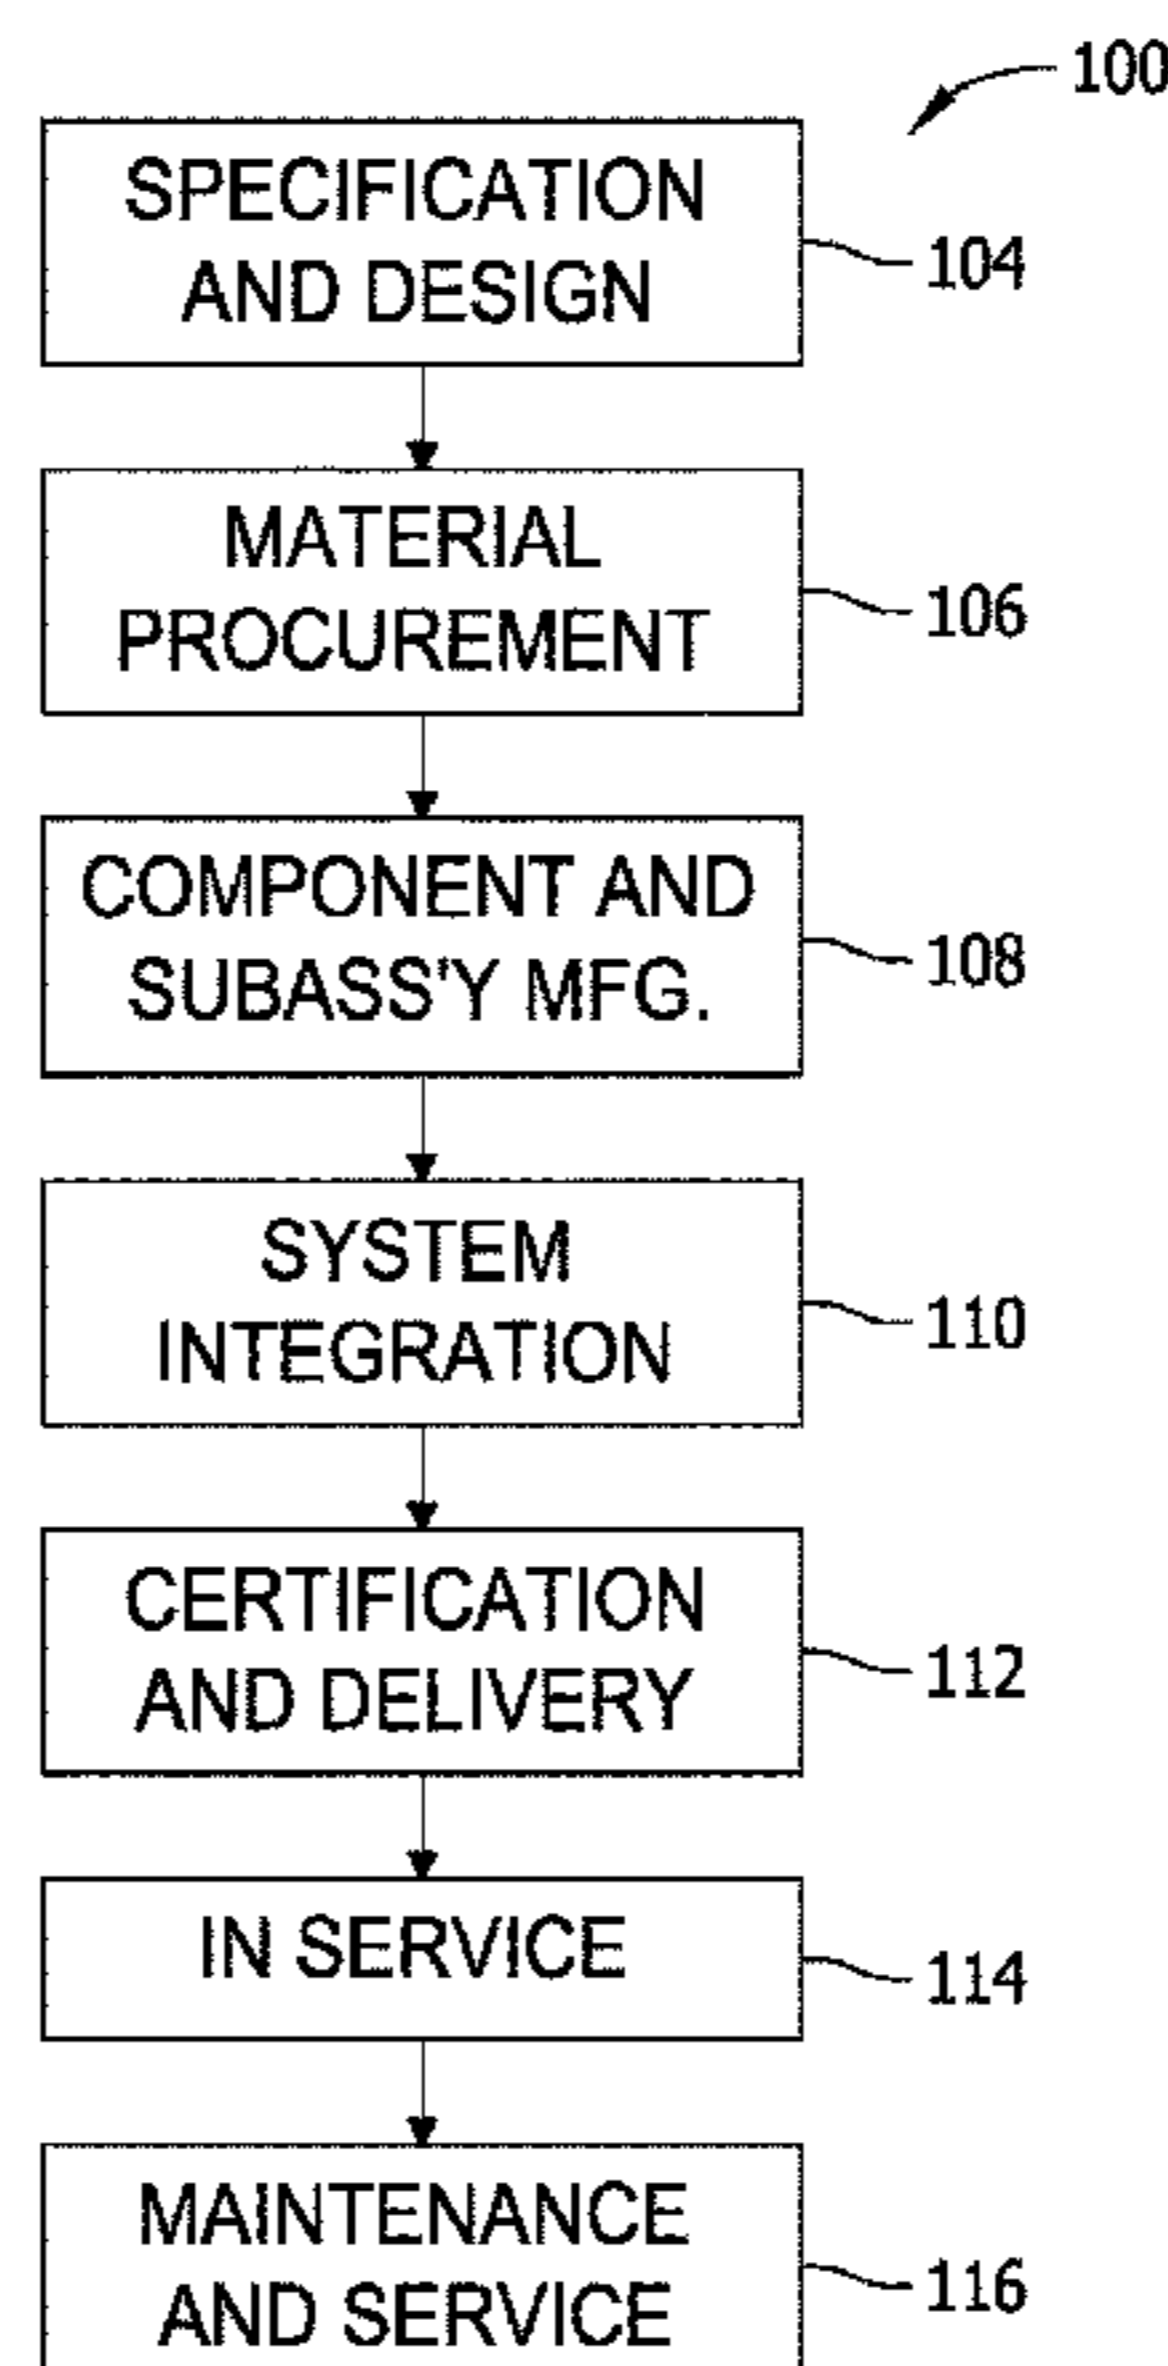 100
SPECIFICATION
AND DESIGN
104
MATERIAL
PROCUREMENT
106
COMPONENT AND
SUBASS'Y MFG.
108
SYSTEM
INTEGRATION
110
CERTIFICATION
AND DELIVERY
112
IN SERVICE
114
MAINTENANCE
AND SERVICE
116